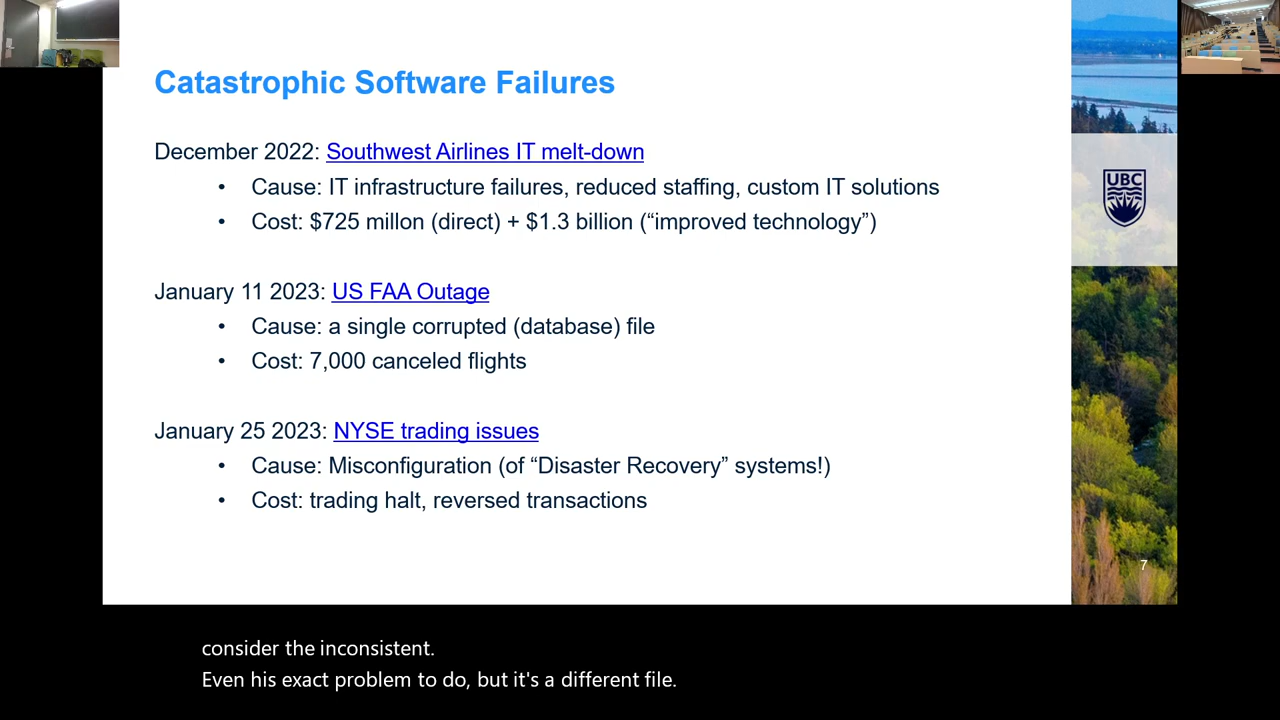 Catastrophic Software Failures
December 2022: Southwest Airlines IT melt-down
• Cause: IT infrastructure failures, reduced staffing, custom IT solutions
• Cost: $725 millon (direct) + $1.3 billion (“improved technology”)
January 11 2023: US FAA Outage
• Cause: a single corrupted (database) file
• Cost: 7,000 canceled flights
January 25 2023: NYSE trading issues
• Cause: Misconfiguration (of “Disaster Recovery” systems!)
• Cost: trading halt, reversed transactions
UBC
7
consider the inconsistent.
Even his exact problem to do, but it's a different file.